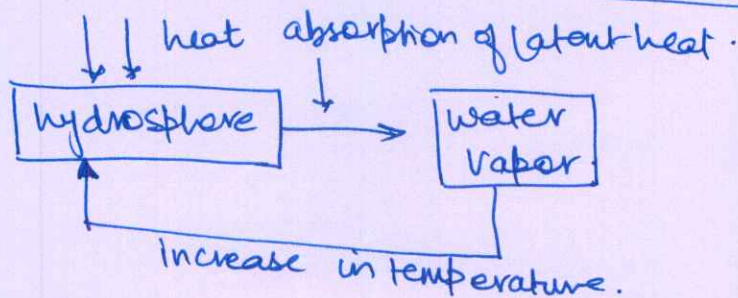 heat absorption of latent heat.
hydrosphere
water
vapor
increase in temperature.